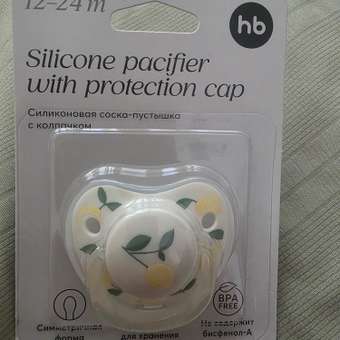 12-24 m
hb
Silicone pacifier
with protection cap
Силиконовая соска-пустышка
с колпачком
BPA
FREE
Симметричная
форма
для хранения
Не содержит
бисфенол-А